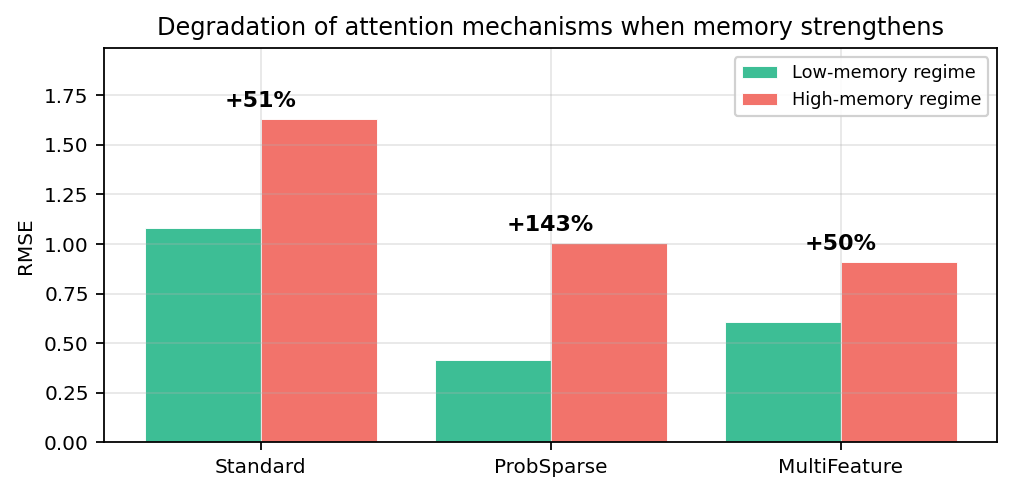 Degradation of attention mechanisms when memory strengthens
Low-memory regime
High-memory regime
RMSE
1.75
1.50
1.25
1.00
0.75
0.50
0.25
0.00
+51%
+143%
+50%
Standard
ProbSparse
MultiFeature